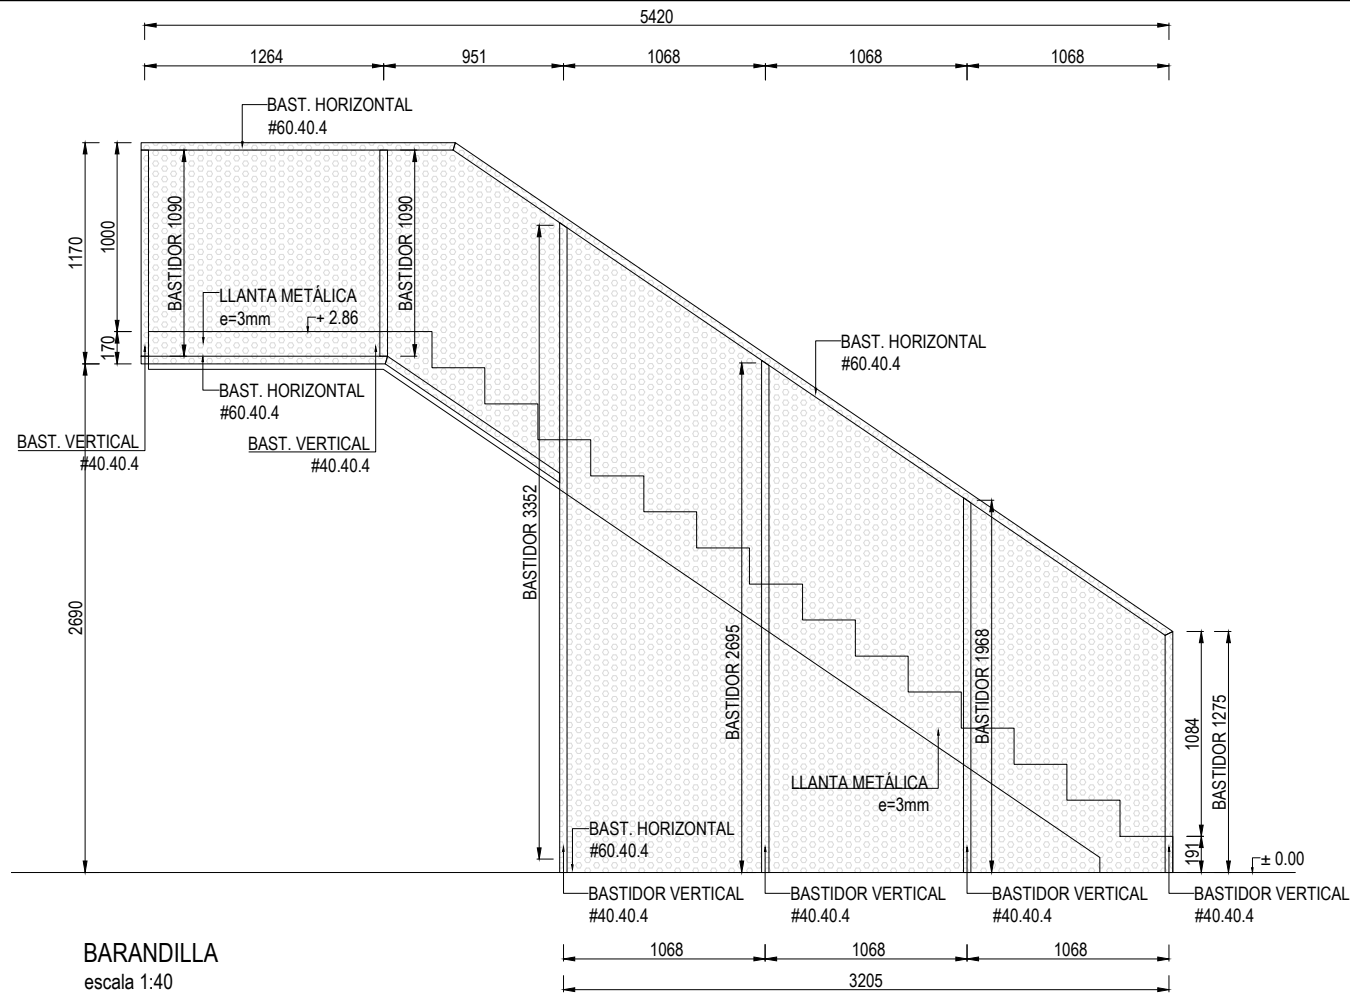 5420
1264
951
1068
1068
1068
BAST. HORIZONTAL
#60.40.4
1170
1000
170
2690
BASTIDOR 1090
BASTIDOR 1090
LLANTA METÁLICA
e=3mm
+ 2.86
BAST. HORIZONTAL
#60.40.4
BAST. VERTICAL
#40.40.4
BAST. VERTICAL
#40.40.4
BAST. HORIZONTAL
#60.40.4
BASTIDOR 3352
BASTIDOR 2695
BASTIDOR 1968
1084
191
BASTIDOR 1275
LLANTA METÁLICA
e=3mm
BAST. HORIZONTAL
#60.40.4
± 0.00
BASTIDOR VERTICAL
#40.40.4
BASTIDOR VERTICAL
#40.40.4
BASTIDOR VERTICAL
#40.40.4
BASTIDOR VERTICAL
#40.40.4
1068
1068
1068
3205
BARANDILLA
escala 1:40